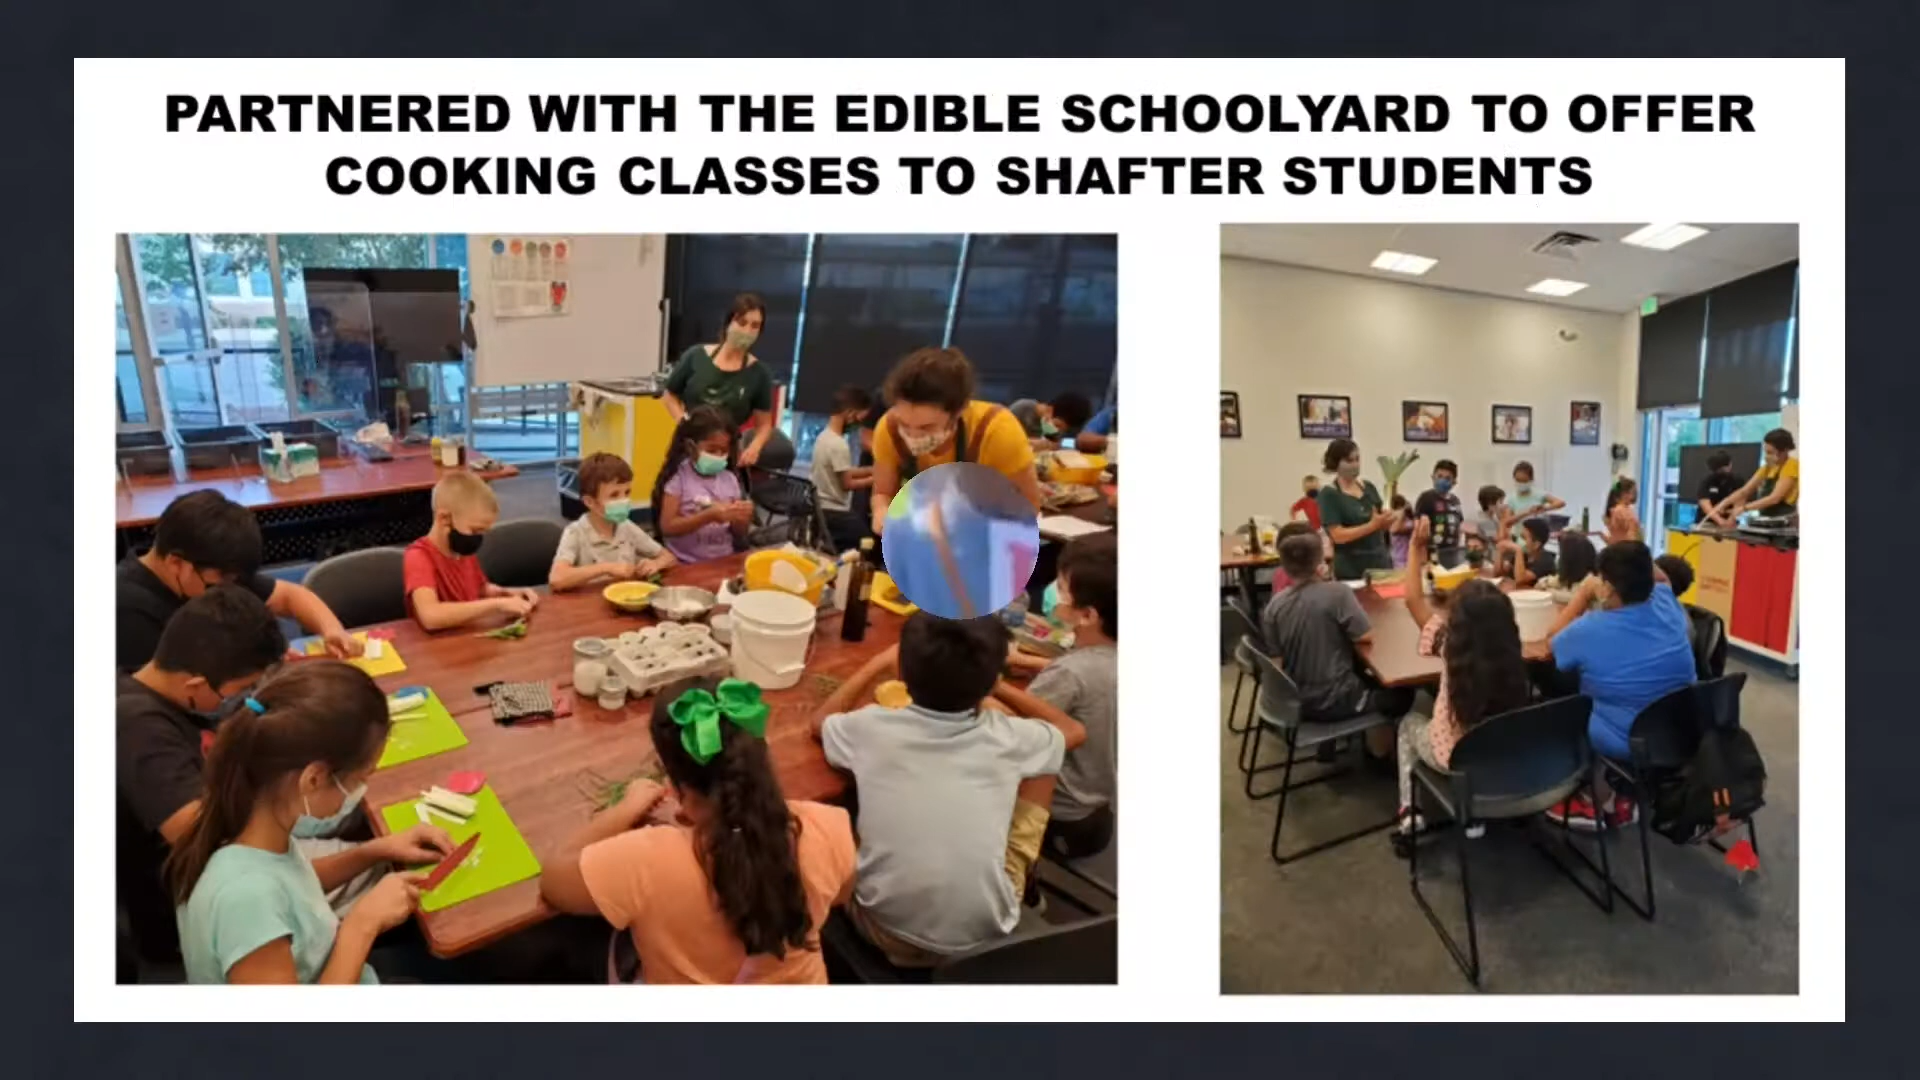 PARTNERED WITH THE EDIBLE SCHOOLYARD TO OFFER
COOKING CLASSES TO SHAFTER STUDENTS